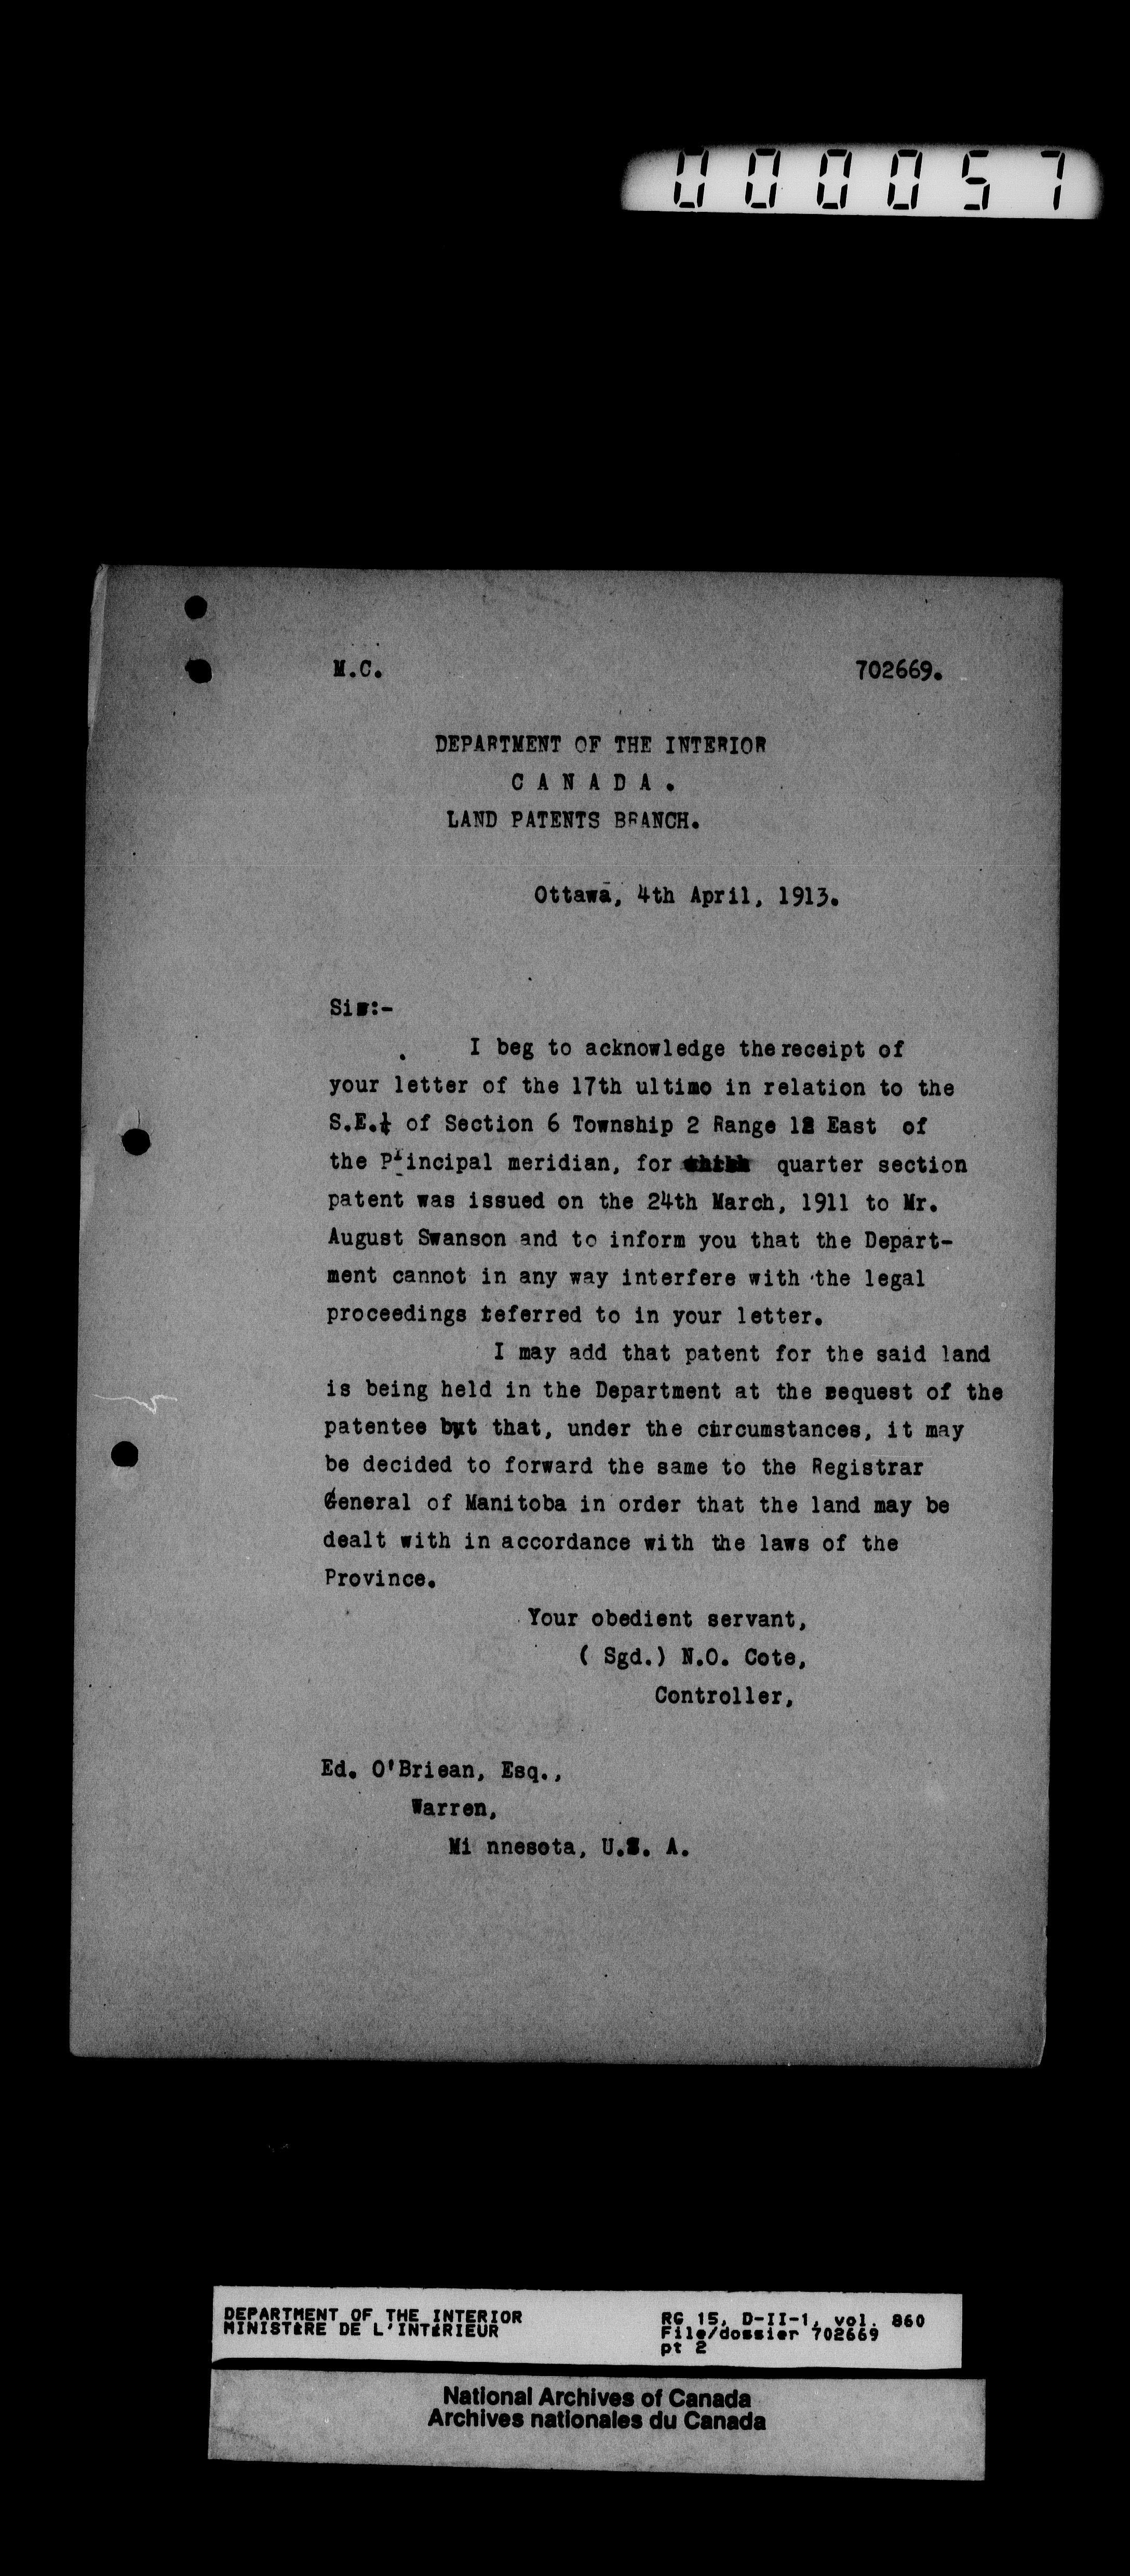 000057
M.C. 702669.
DEPARTMENT OF THE INTERIOR
C A N A D A .
LAND PATENTS BRANCH.
Ottawa, 4th April, 1913.
Sir:-
I beg to acknowledge the receipt of
your letter of the 17th ultimo in relation to the
S.E.¼ of Section 6 Township 2 Range 12 East of
the Principal meridian, for quarter section
patent was issued on the 24th March, 1911 to Mr.
August Swanson and to inform you that the Depart-
ment cannot in any way interfere with the legal
proceedings referred to in your letter.
I may add that patent for the said land
is being held in the Department at the request of the
patentee but that, under the circumstances, it may
be decided to forward the same to the Registrar
General of Manitoba in order that the land may be
dealt with in accordance with the laws of the
Province.
Your obedient servant,
( Sgd.) N.O. Cote,
Controller,
Ed. O'Briean, Esq.,
Warren,
Mi nnesota, U.S. A.
DEPARTMENT OF THE INTERIOR RG 15, D-II-1, vol. 860
MINISTÈRE DE L'INTÉRIEUR File/dossier 702669
pt 2
National Archives of Canada
Archives nationales du Canada